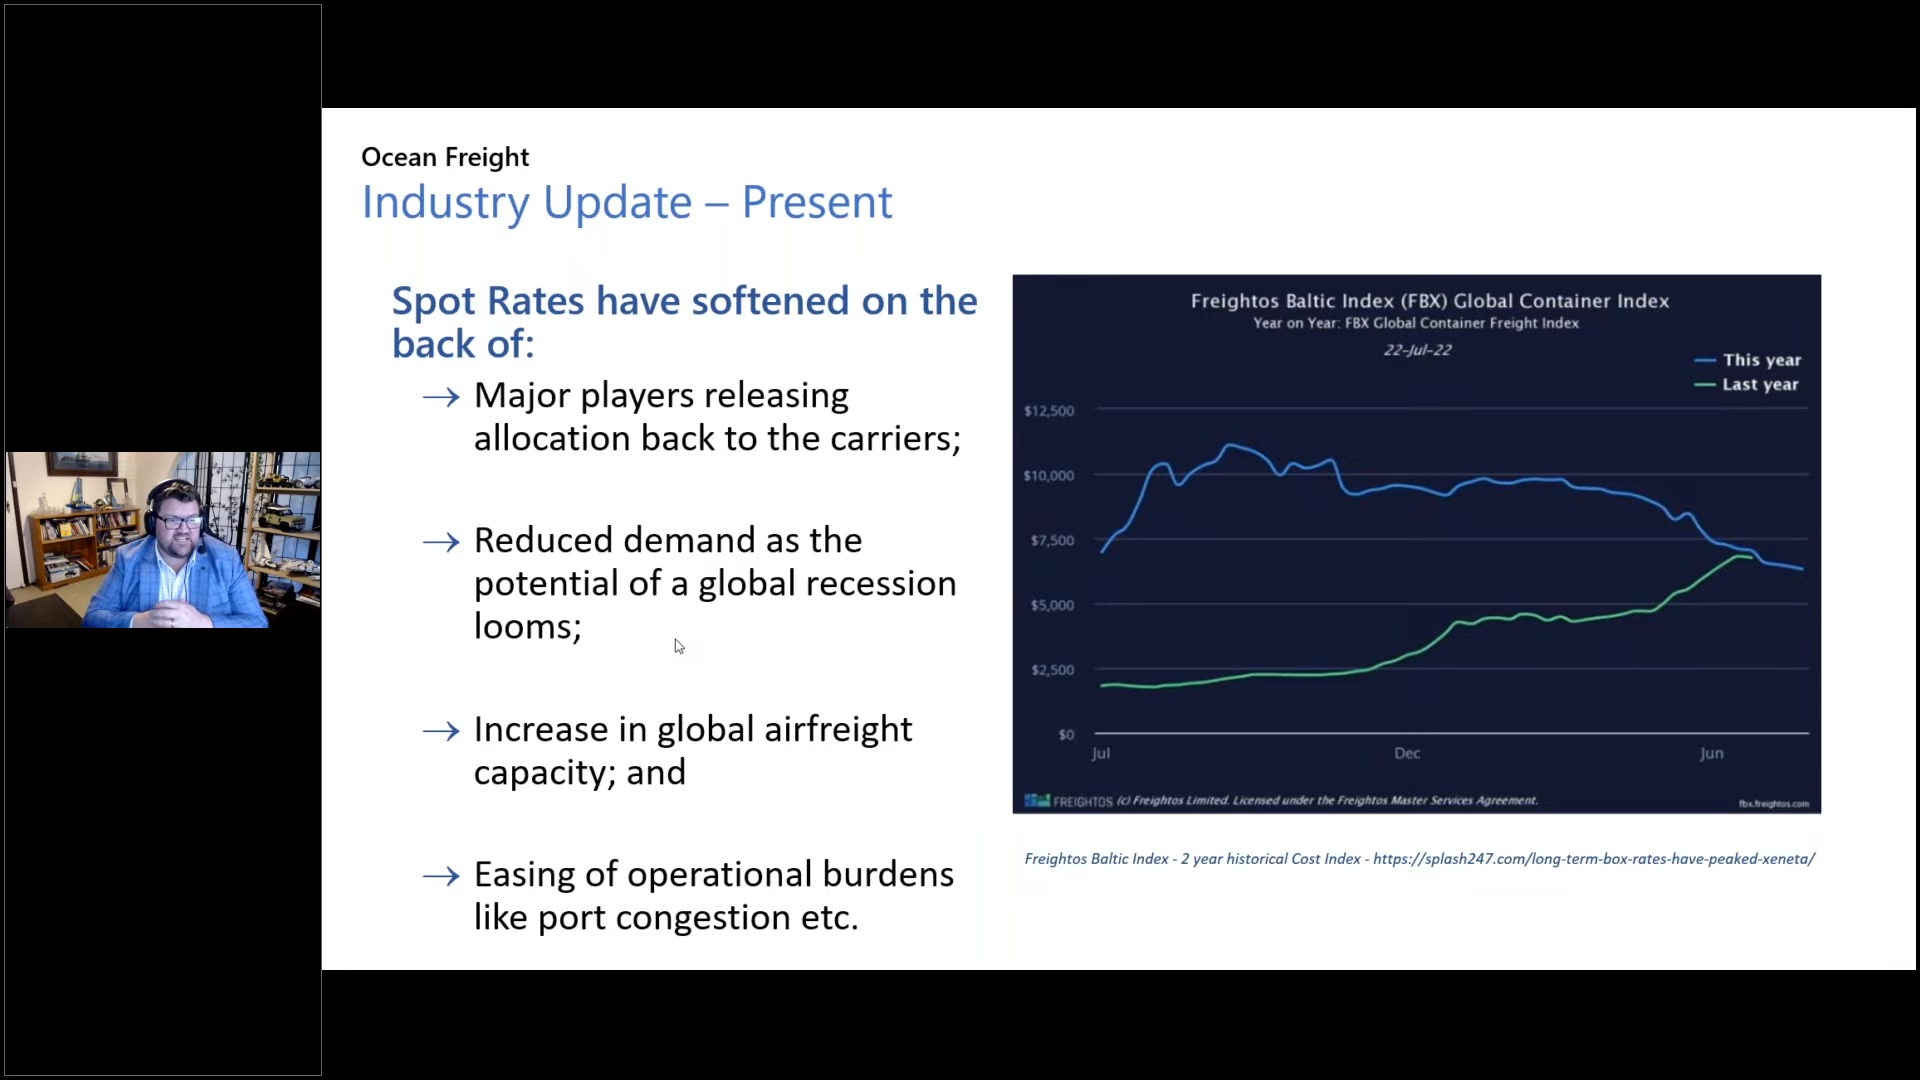 Ocean Freight
Industry Update – Present
Spot Rates have softened on the
back of:
→ Major players releasing
allocation back to the carriers;
→ Reduced demand as the
potential of a global recession
looms;
→ Increase in global airfreight
capacity; and
→ Easing of operational burdens
like port congestion etc.
Freightos Baltic Index (FBX) Global Container Index
Year on Year: FBX Global Container Freight Index
22-Jul-22
This year
Last year
$12,500
$10,000
$7,500
$5,000
$2,500
$0
Jul Dec Jun
FREIGHTOS (c) Freightos Limited. Licensed under the Freightos Master Services Agreement.
fbx.freightos.com
Freightos Baltic Index - 2 year historical Cost Index - https://splash247.com/long-term-box-rates-have-peaked-xeneta/